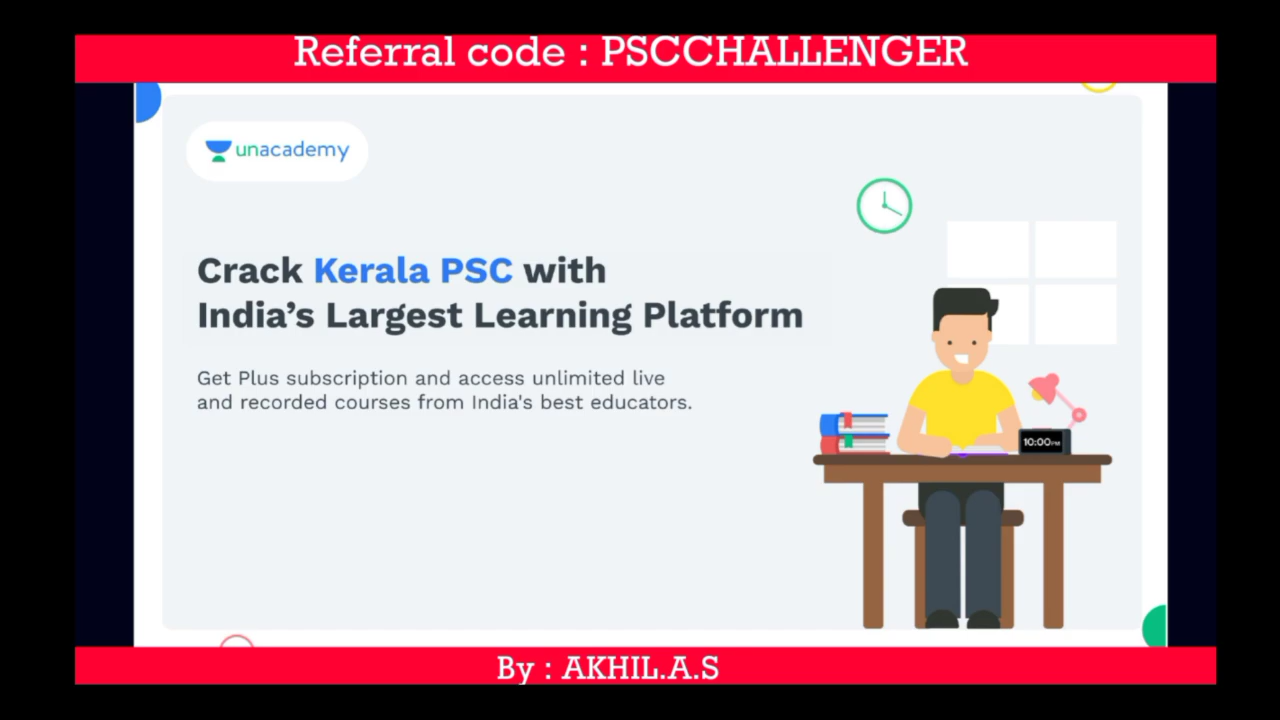 Referral code : PSCCHALLENGER
unacademy
Crack Kerala PSC with
India's Largest Learning Platform
Get Plus subscription and access unlimited live
and recorded courses from India's best educators.
10:00PM
By : AKHIL.A.S